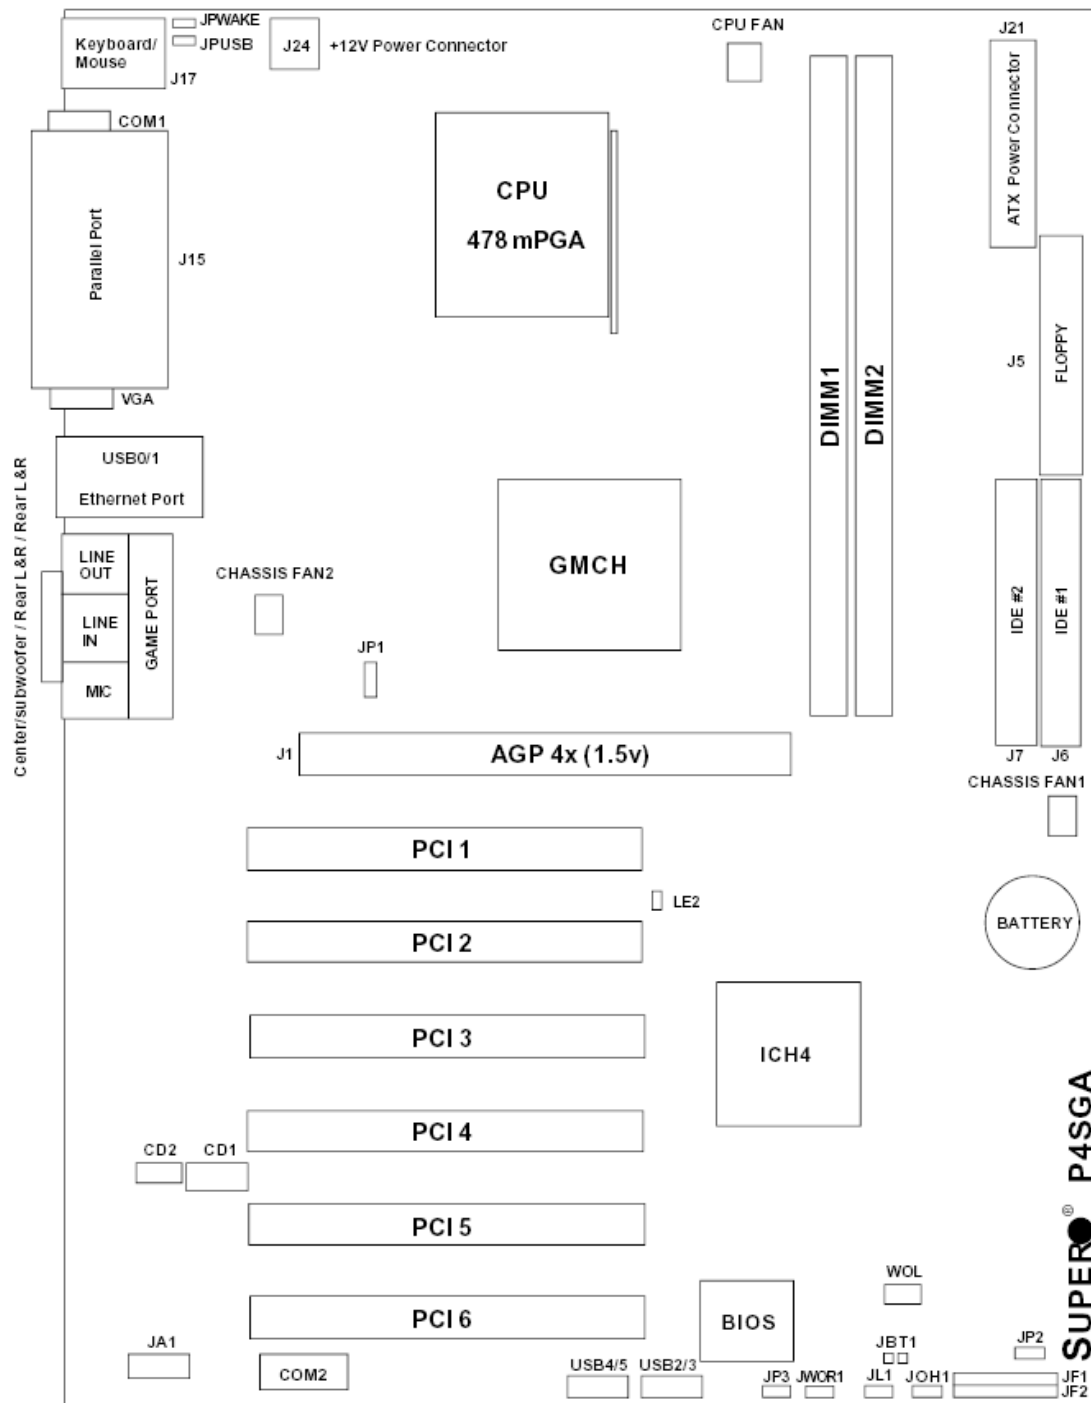 JPWAKE
JPUSB
Keyboard/
Mouse
J17
J24
+12V Power Connector
CPU FAN
J21
ATX Power Connector
COM1
Parallel Port
J15
VGA
CPU
478 mPGA
DIMM1
DIMM2
J5
FLOPPY
USB0/1
Ethernet Port
Center/subwoofer / Rear L&R / Rear L&R
LINE
OUT
LINE
IN
MIC
GAME PORT
CHASSIS FAN2
JP1
GMCH
IDE #2
IDE #1
J7
J6
J1
AGP 4x (1.5v)
CHASSIS FAN1
PCI 1
LE2
BATTERY
PCI 2
PCI 3
ICH4
PCI 4
CD2
CD1
PCI 5
SUPER® P4SGA
WOL
PCI 6
BIOS
JA1
COM2
USB4/5
USB2/3
JP3
JWOR1
JBT1
JL1
JOH1
JP2
JF1
JF2